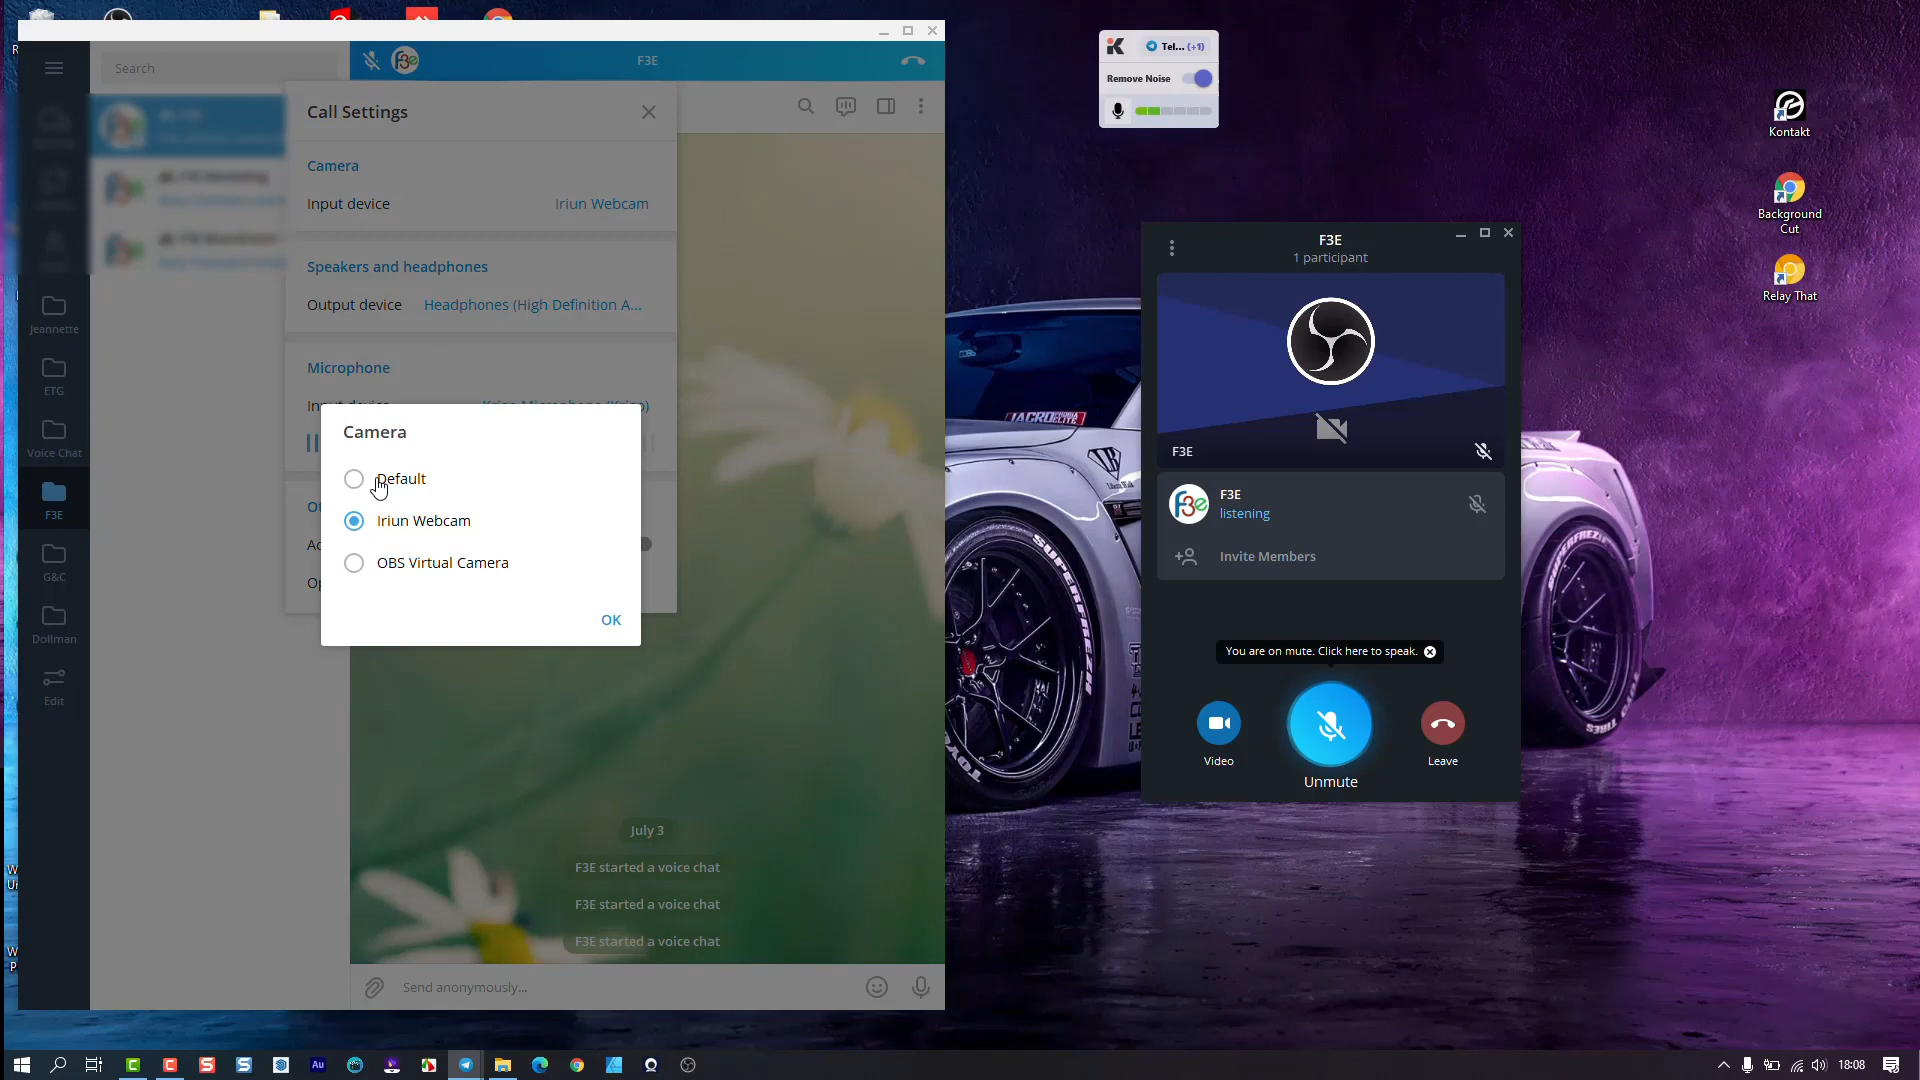 Search
F3E
Call Settings
Camera
Input device
Iriun Webcam
Speakers and headphones
Output device
Headphones (High Definition A...
Microphone
Camera
Default
Iriun Webcam
OBS Virtual Camera
OK
Jeannette
ETG
Voice Chat
F3E
G&C
Dollman
Edit
July 3
F3E started a voice chat
F3E started a voice chat
F3E started a voice chat
Send anonymously...
Tel... (+1)
Remove Noise
F3E
1 participant
F3E
F3E
listening
Invite Members
You are on mute. Click here to speak.
Video
Unmute
Leave
Kontakt
Background
Cut
Relay That
SUPERFREZH
TOYO
18:08